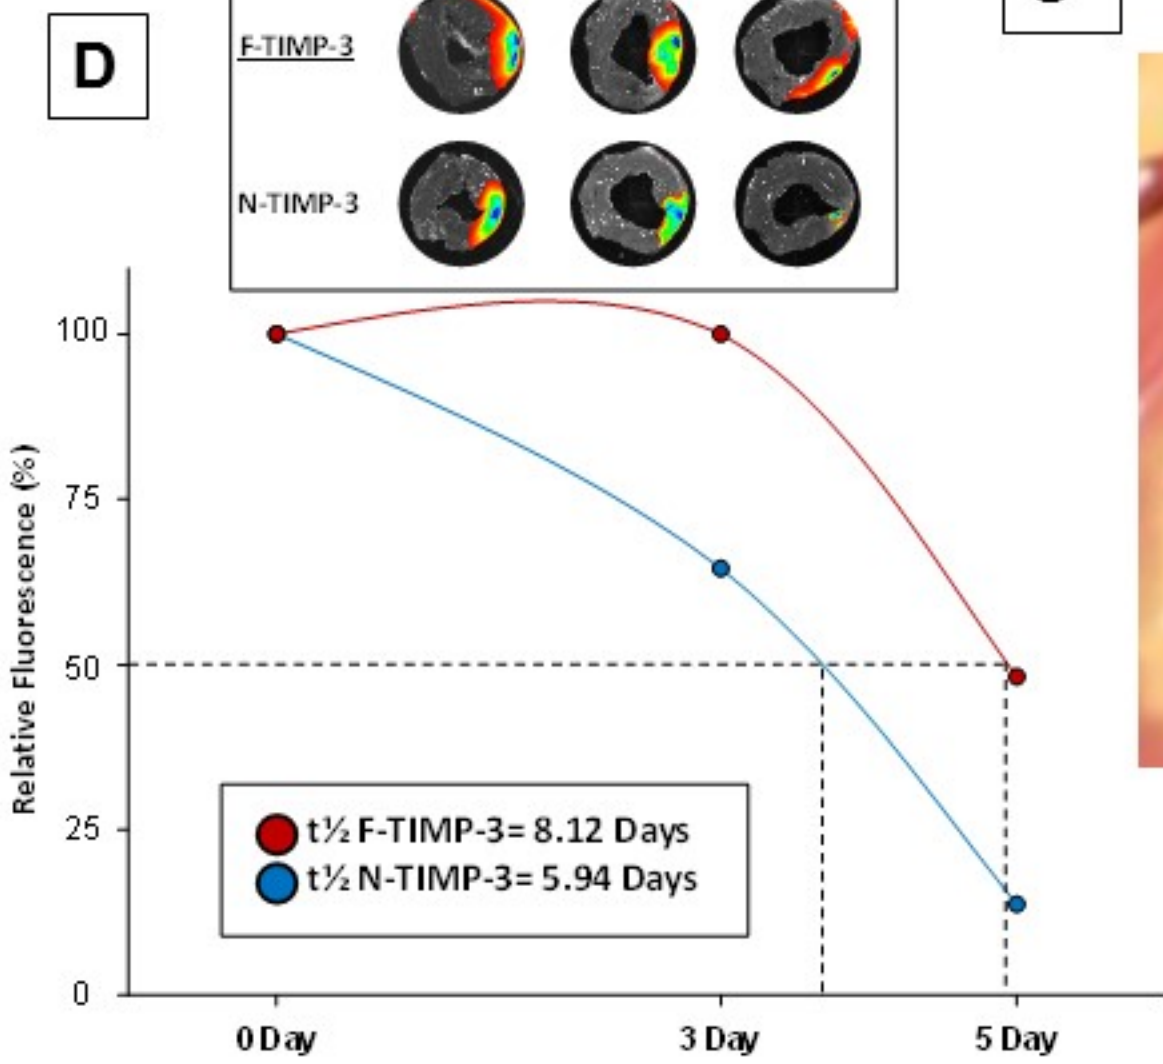 D
F-TIMP-3
N-TIMP-3
100
75
50
25
0
Relative Fluorescence (%)
t½ F-TIMP-3= 8.12 Days
t½ N-TIMP-3= 5.94 Days
0 Day
3 Day
5 Day